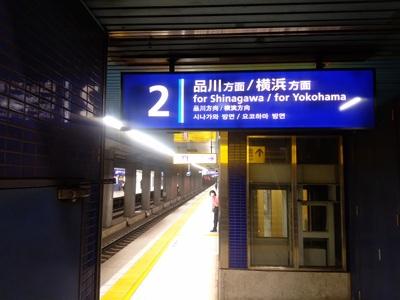 2
品川方面/横浜方面
for Shinagawa / for Yokohama
品川方向/横滨方向
시나가와 방면 / 요코하마 방면